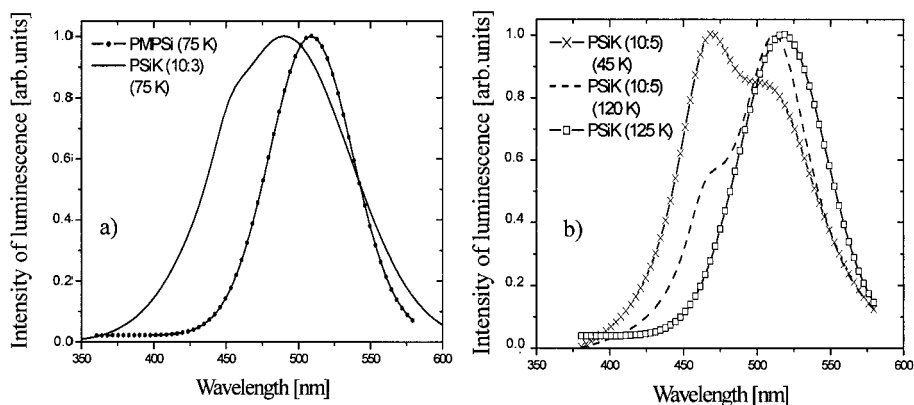 PMPSi (75 K)
PSiK (10:3)
(75 K)
a)
Intensity of luminescence [arb.units]
1.0
0.8
0.6
0.4
0.2
0.0
350
400
450
500
550
600
Wavelength [nm]
PSiK (10:5)
(45 K)
PSiK (10:5)
(120 K)
PSiK (125 K)
b)
Intensity of luminescence [arb.units]
1.0
0.8
0.6
0.4
0.2
0.0
350
400
450
500
550
600
Wavelength [nm]